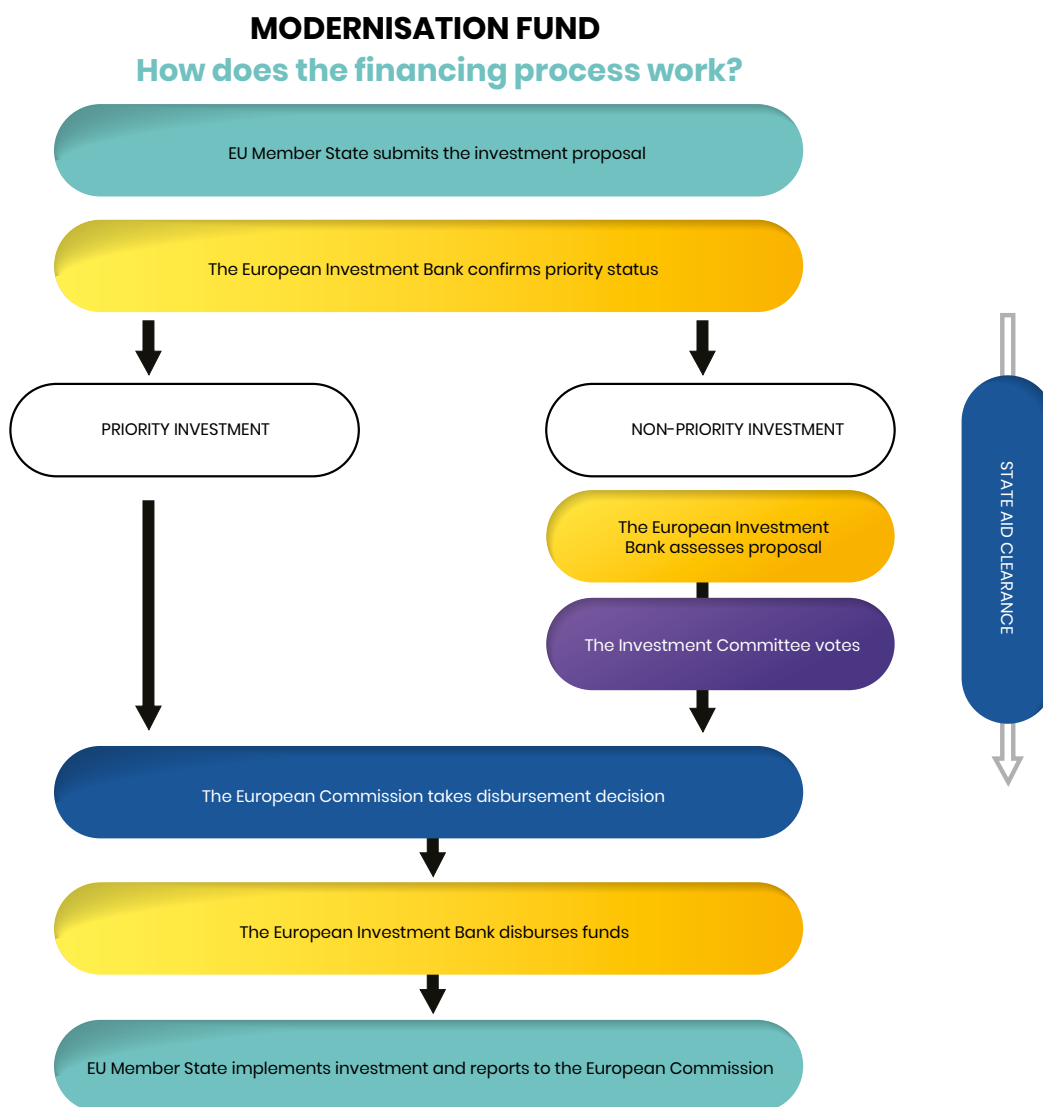 MODERNISATION FUND
How does the financing process work?
EU Member State submits the investment proposal
The European Investment Bank confirms priority status
PRIORITY INVESTMENT
NON-PRIORITY INVESTMENT
The European Investment
Bank assesses proposal
The Investment Committee votes
STATE AID CLEARANCE
The European Commission takes disbursement decision
The European Investment Bank disburses funds
EU Member State implements investment and reports to the European Commission